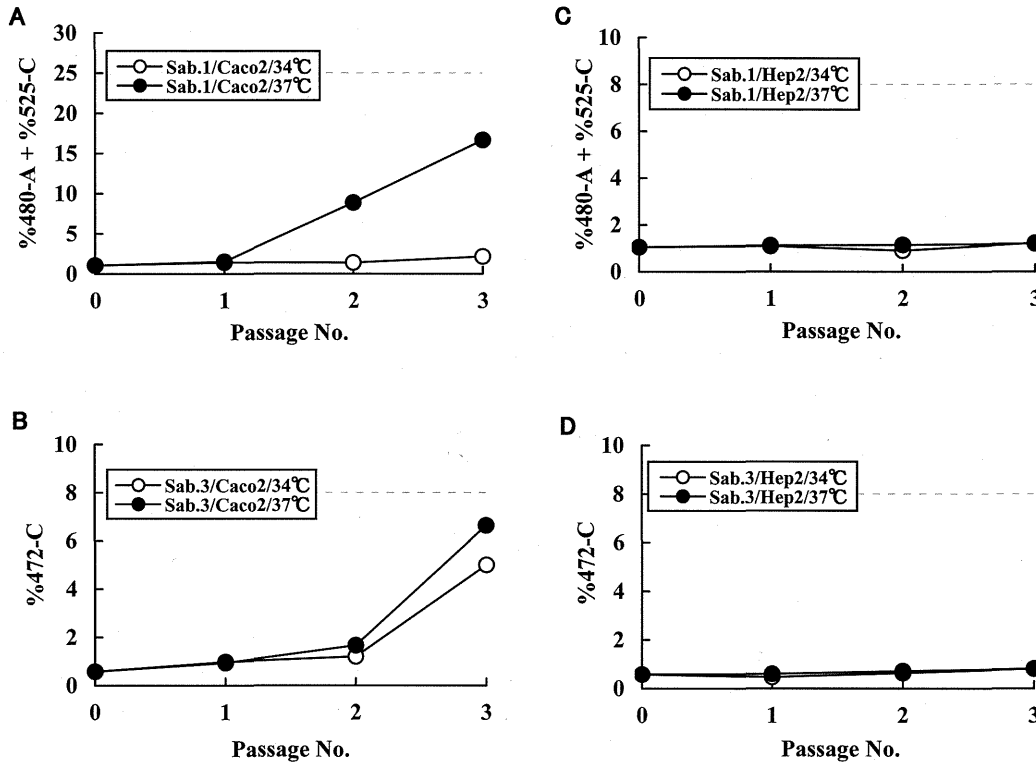 A
%480-A + %525-C
30
25
20
15
10
5
0
Sab.1/Caco2/34℃
Sab.1/Caco2/37℃
0 1 2 3
Passage No.
C
%480-A + %525-C
10
8
6
4
2
0
Sab.1/Hep2/34℃
Sab.1/Hep2/37℃
0 1 2 3
Passage No.
B
%472-C
10
8
6
4
2
0
Sab.3/Caco2/34℃
Sab.3/Caco2/37℃
0 1 2 3
Passage No.
D
%472-C
10
8
6
4
2
0
Sab.3/Hep2/34℃
Sab.3/Hep2/37℃
0 1 2 3
Passage No.